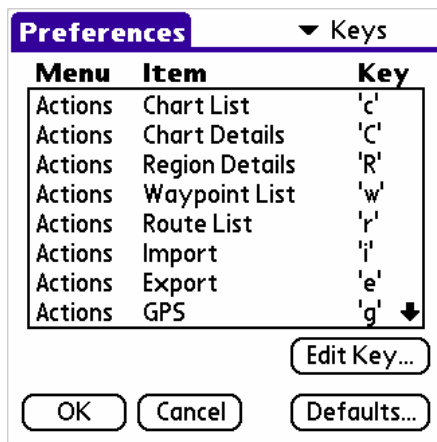 Preferences ▼ Keys
Menu Item Key
Actions Chart List 'c'
Actions Chart Details 'C'
Actions Region Details 'R'
Actions Waypoint List 'w'
Actions Route List 'r'
Actions Import 'i'
Actions Export 'e'
Actions GPS 'g'
Edit Key...
OK Cancel Defaults...